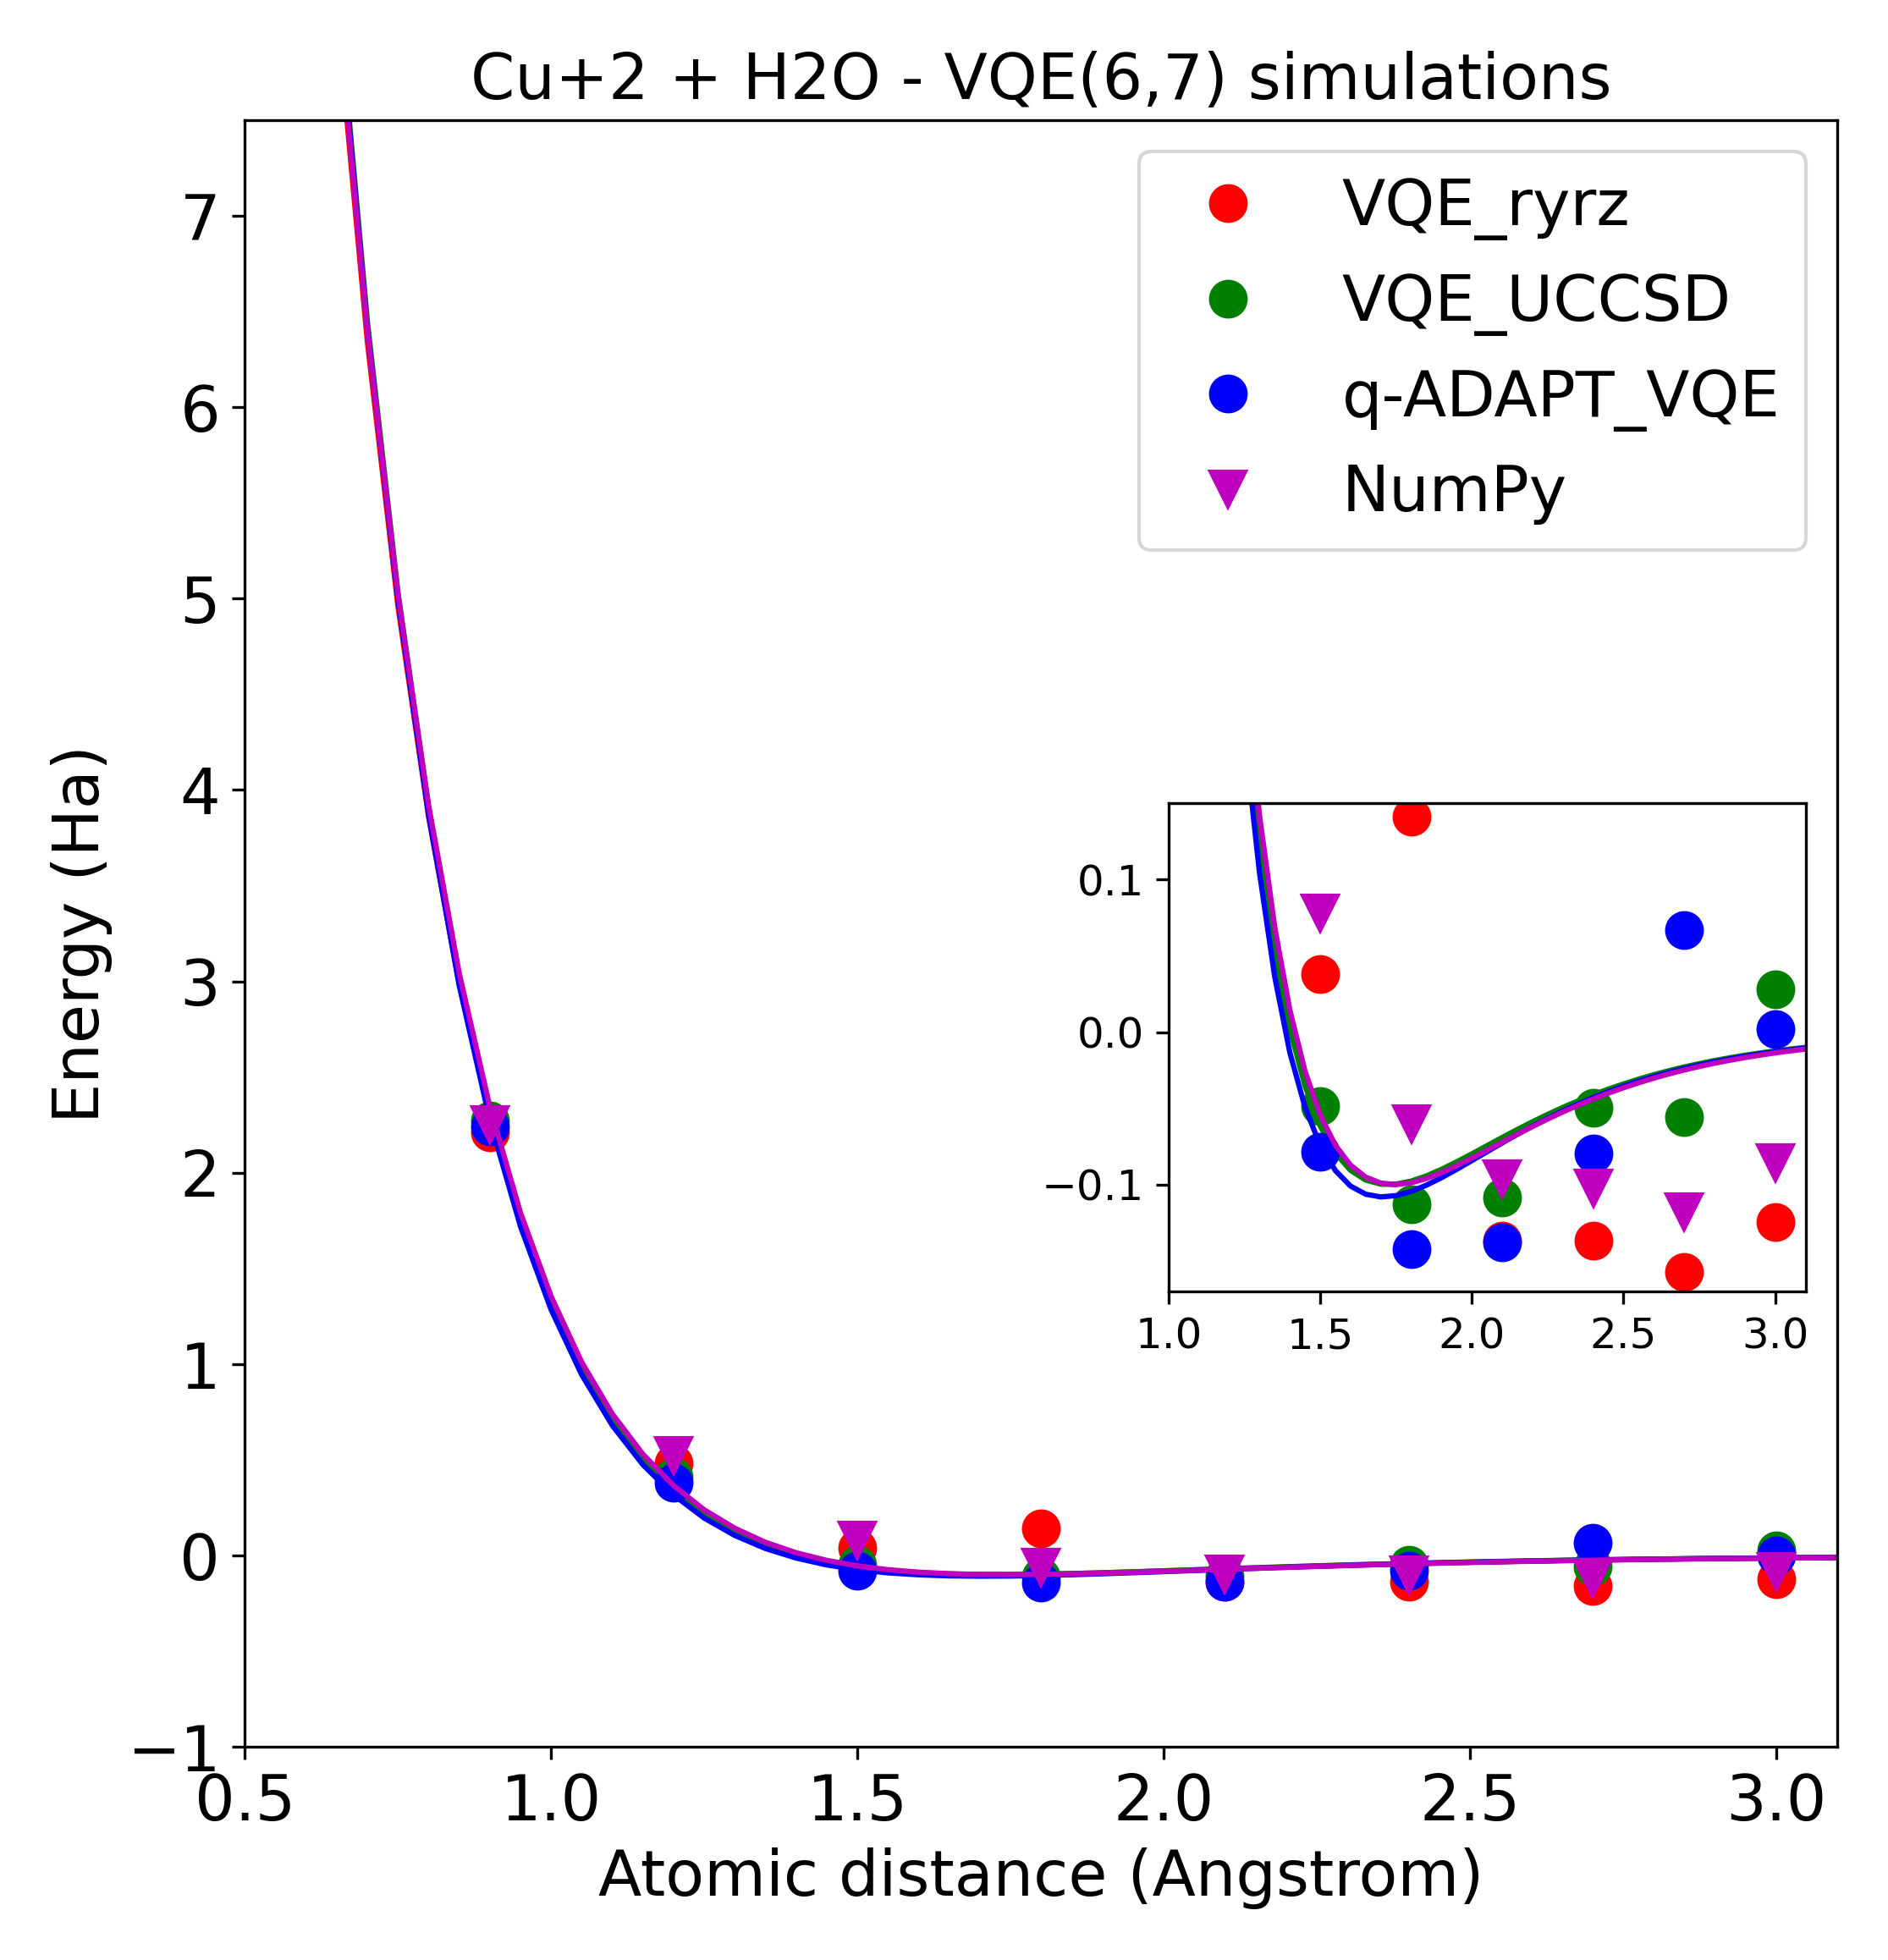 Cu+2 + H2O - VQE(6,7) simulations
VQE_ryrz
VQE_UCCSD
q-ADAPT_VQE
NumPy
Energy (Ha)
7
6
5
4
3
2
1
0
−1
0.1
0.0
−0.1
1.0 1.5 2.0 2.5 3.0
0.5 1.0 1.5 2.0 2.5 3.0
Atomic distance (Angstrom)